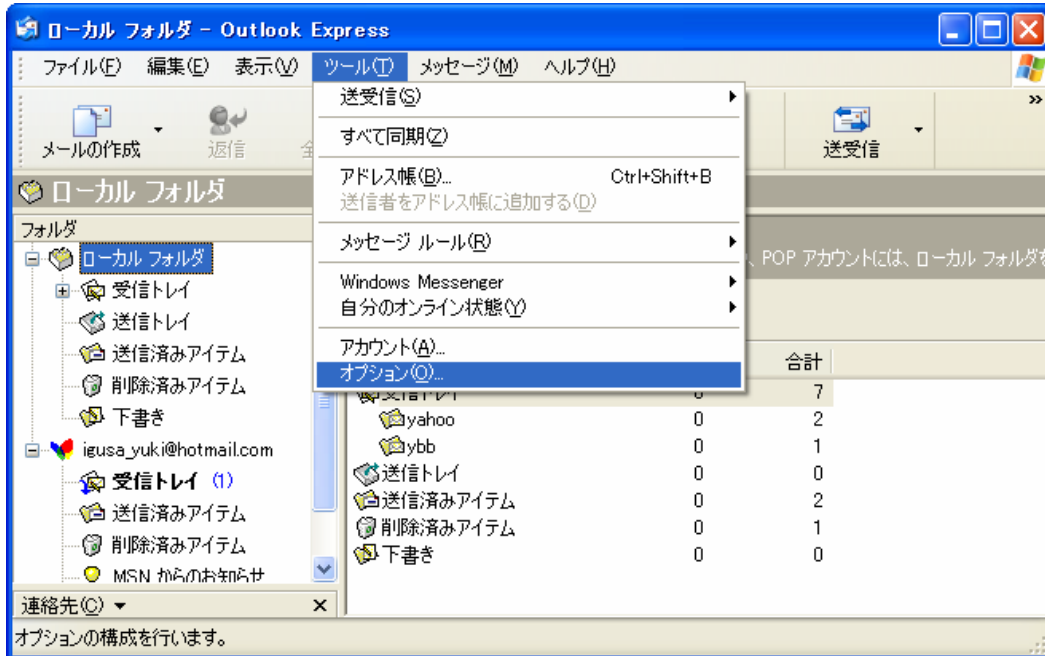 ローカル フォルダ - Outlook Express
ファイル(F) 編集(E) 表示(V) ツール(T) メッセージ(M) ヘルプ(H)
メールの作成 返信 全 送受信 »
送受信(S)
すべて同期(Z)
アドレス帳(B)... Ctrl+Shift+B
送信者をアドレス帳に追加する(D)
メッセージ ルール(R)
Windows Messenger
自分のオンライン状態(Y)
アカウント(A)...
オプション(O)...
ローカル フォルダ
フォルダ
ローカル フォルダ
受信トレイ
送信トレイ
送信済みアイテム
削除済みアイテム
下書き
igusa_yuki@hotmail.com
受信トレイ (1)
送信済みアイテム
削除済みアイテム
MSN からのお知らせ
連絡先(C) ▼ ×
、POP アカウントには、ローカル フォルダを
合計
受信トレイ 0 7
yahoo 0 2
ybb 0 1
送信トレイ 0 0
送信済みアイテム 0 2
削除済みアイテム 0 1
下書き 0 0
オプションの構成を行います。